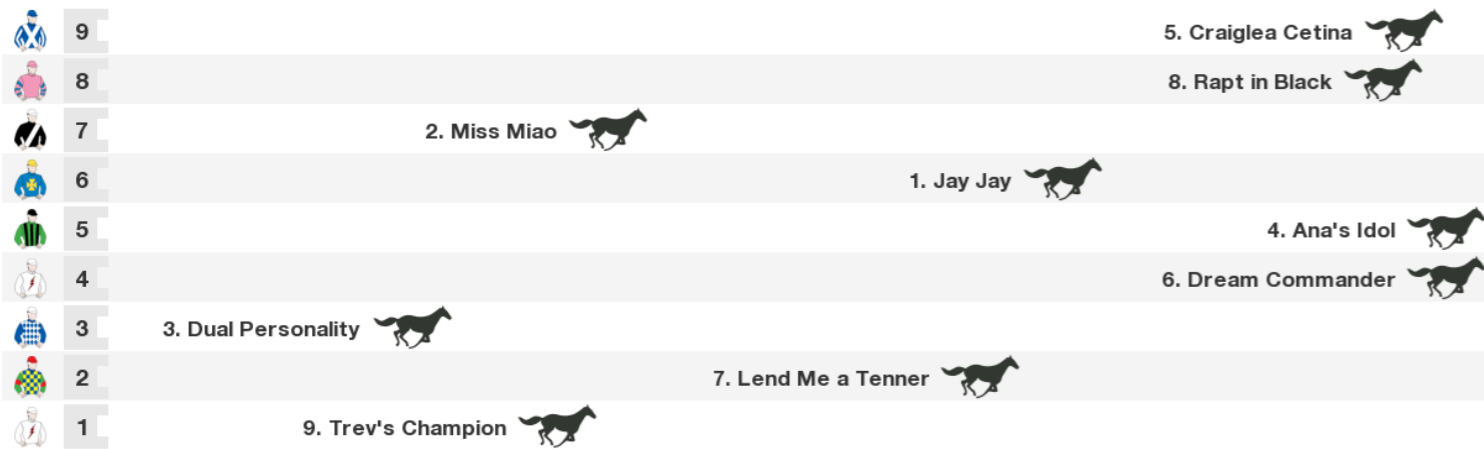 9 5. Craiglea Cetina
8 8. Rapt in Black
7 2. Miss Miao
6 1. Jay Jay
5 4. Ana's Idol
4 6. Dream Commander
3 3. Dual Personality
2 7. Lend Me a Tenner
1 9. Trev's Champion